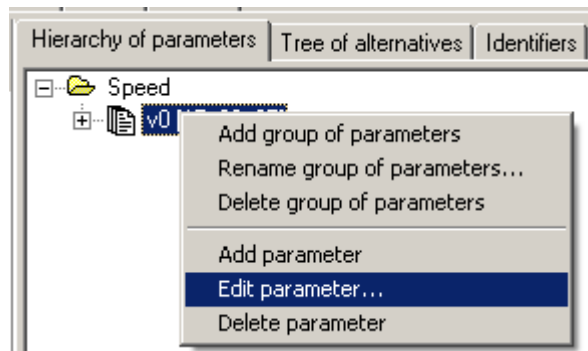 Hierarchy of parameters Tree of alternatives Identifiers
Speed
v0
Add group of parameters
Rename group of parameters...
Delete group of parameters
Add parameter
Edit parameter...
Delete parameter